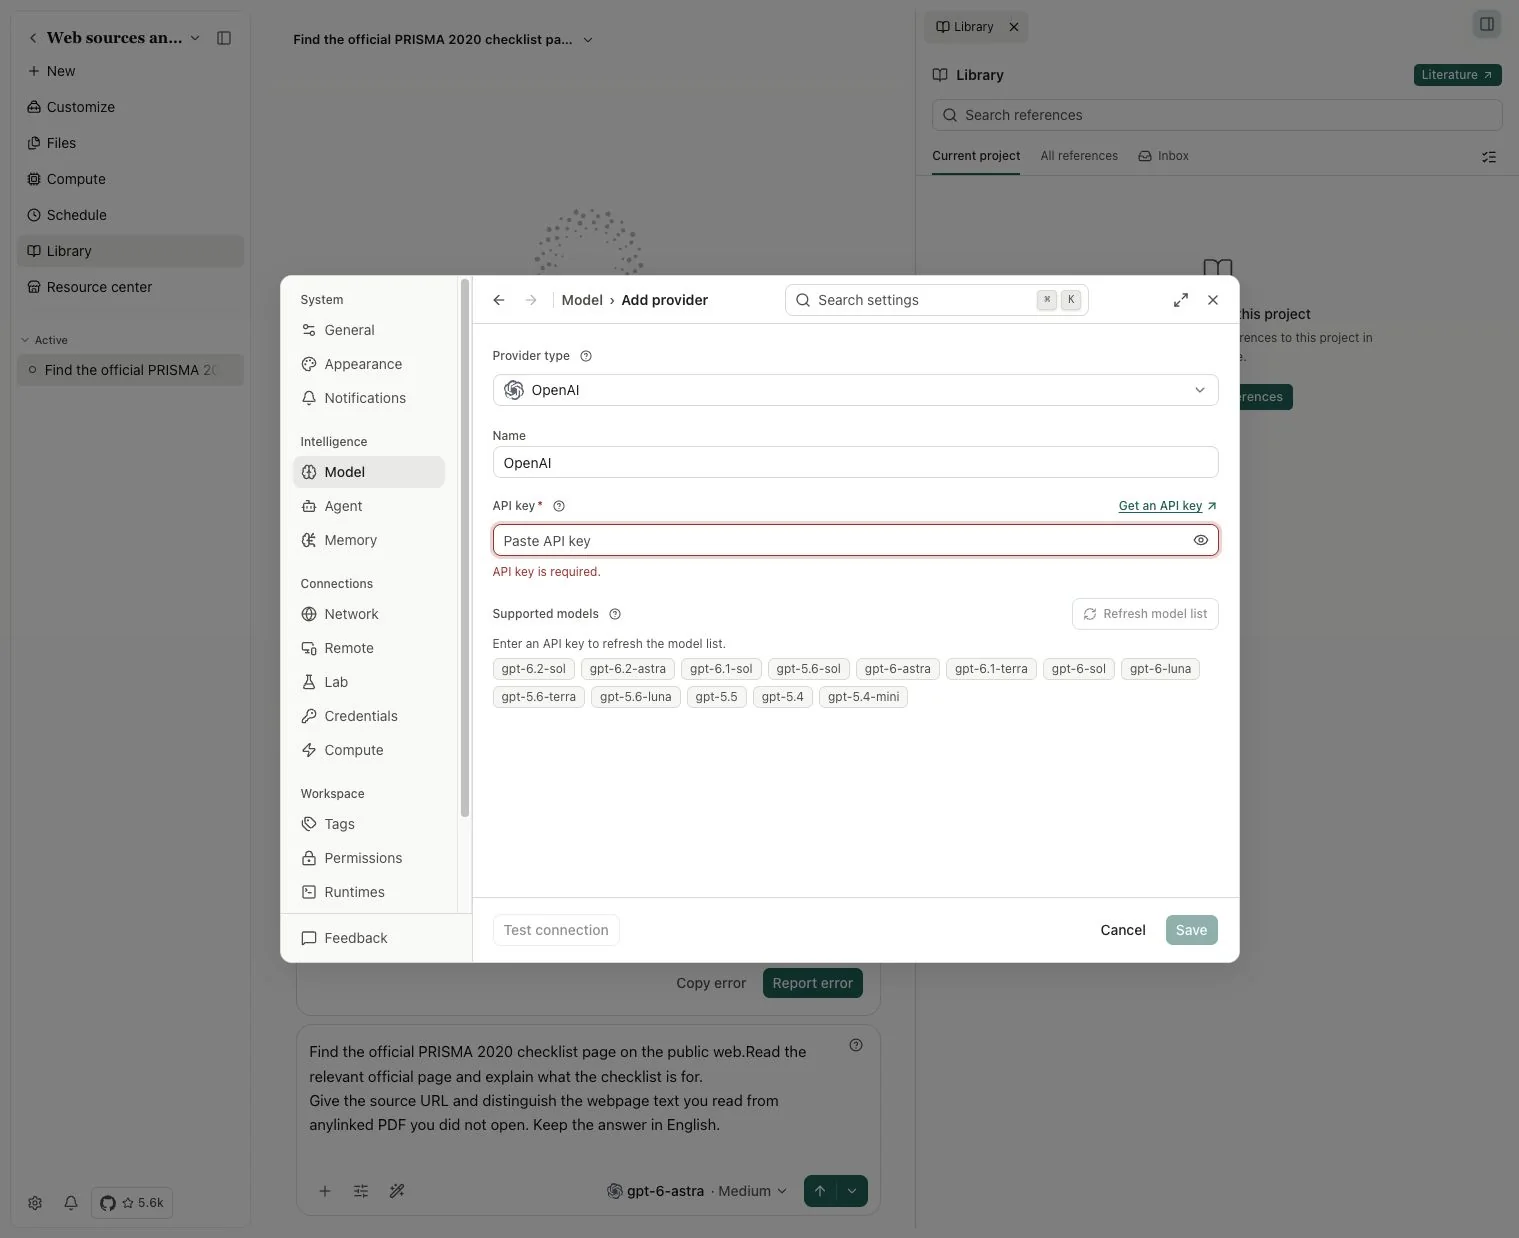 Web sources an...
New
Customize
Files
Compute
Schedule
Library
Resource center
Active
Find the official PRISMA 20
5.6k
Find the official PRISMA 2020 checklist pa...
Library
Library
Literature
Search references
Current project
All references
Inbox
this project
rences to this project in
e.
erences
System
General
Appearance
Notifications
Intelligence
Model
Agent
Memory
Connections
Network
Remote
Lab
Credentials
Compute
Workspace
Tags
Permissions
Runtimes
Feedback
Model › Add provider
Search settings
⌘ K
Provider type
OpenAI
Name
OpenAI
API key*
Get an API key
Paste API key
API key is required.
Supported models
Refresh model list
Enter an API key to refresh the model list.
gpt-6.2-sol gpt-6.2-astra gpt-6.1-sol gpt-5.6-sol gpt-6-astra gpt-6.1-terra gpt-6-sol gpt-6-luna
gpt-5.6-terra gpt-5.6-luna gpt-5.5 gpt-5.4 gpt-5.4-mini
Test connection
Cancel
Save
Copy error
Report error
Find the official PRISMA 2020 checklist page on the public web.Read the
relevant official page and explain what the checklist is for.
Give the source URL and distinguish the webpage text you read from
anylinked PDF you did not open. Keep the answer in English.
gpt-6-astra · Medium